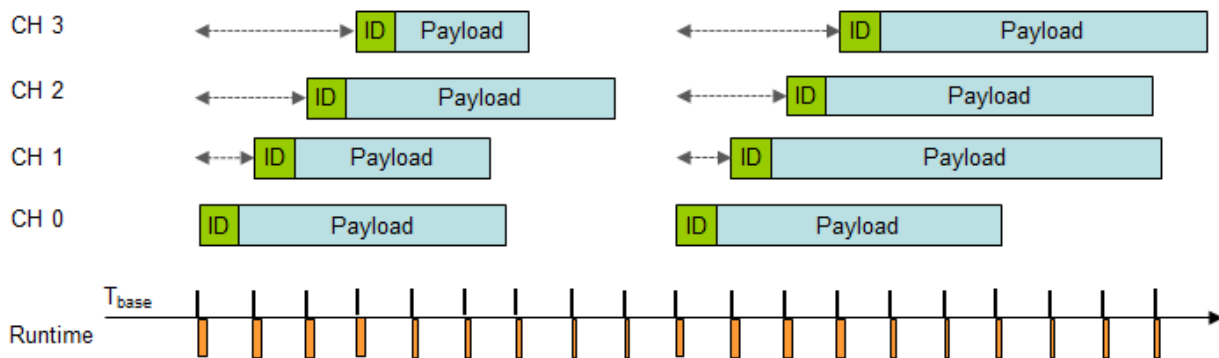 CH 3 ID Payload ID Payload
CH 2 ID Payload ID Payload
CH 1 ID Payload ID Payload
CH 0 ID Payload ID Payload
Tbase
Runtime